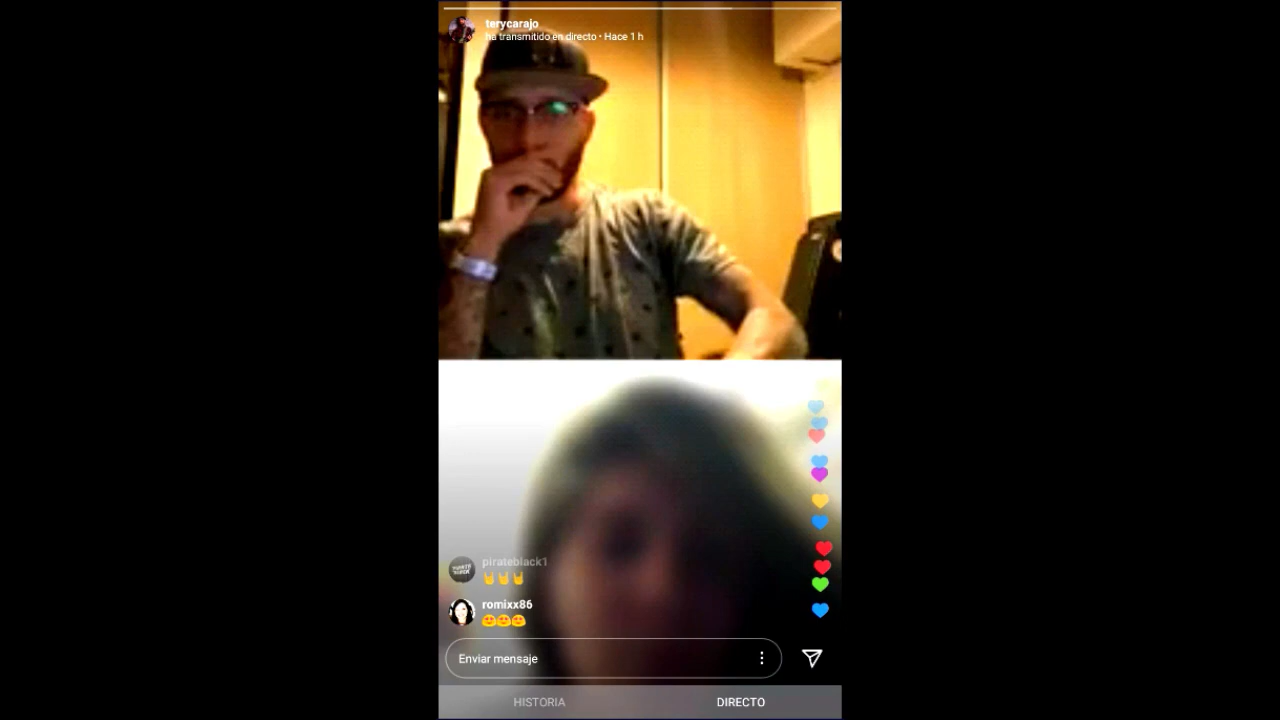 terycarajo
ha transmitido en directo • Hace 1 h
pirateblack1
romixx86
Enviar mensaje
HISTORIA
DIRECTO